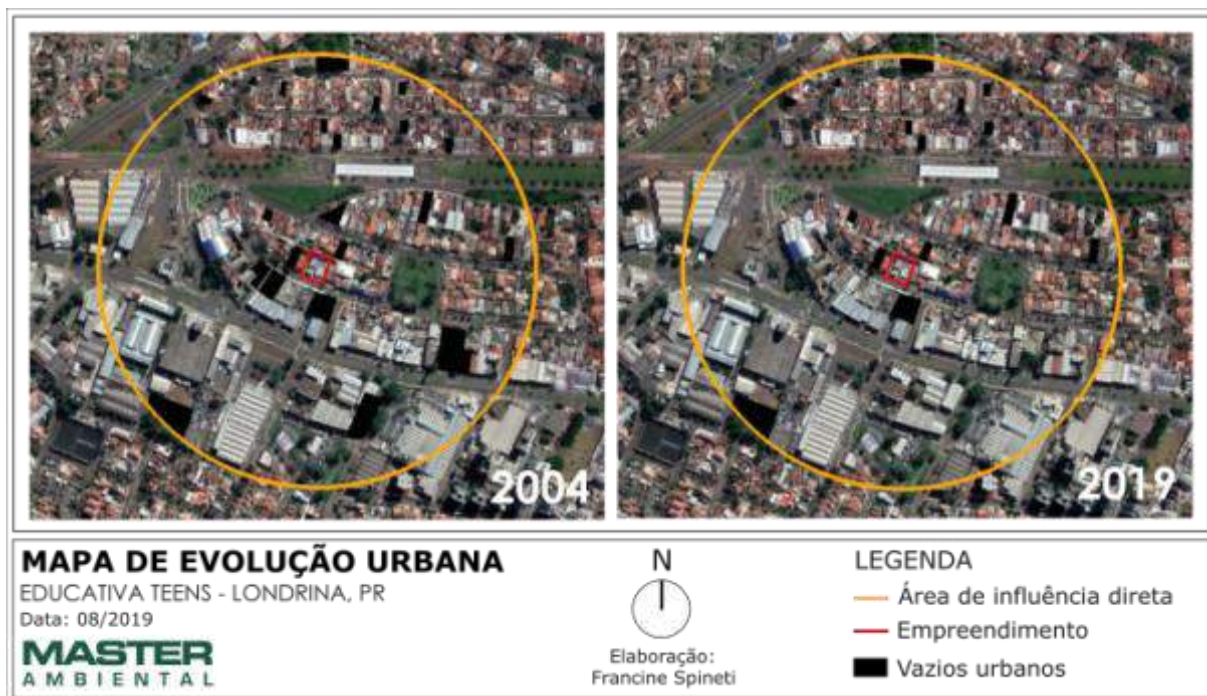 2004
2019
MAPA DE EVOLUÇÃO URBANA
EDUCATIVA TEENS - LONDRINA, PR
Data: 08/2019
MASTER
AMBIENTAL
N
Elaboração:
Francine Spineti
LEGENDA
Área de influência direta
Empreendimento
Vazios urbanos